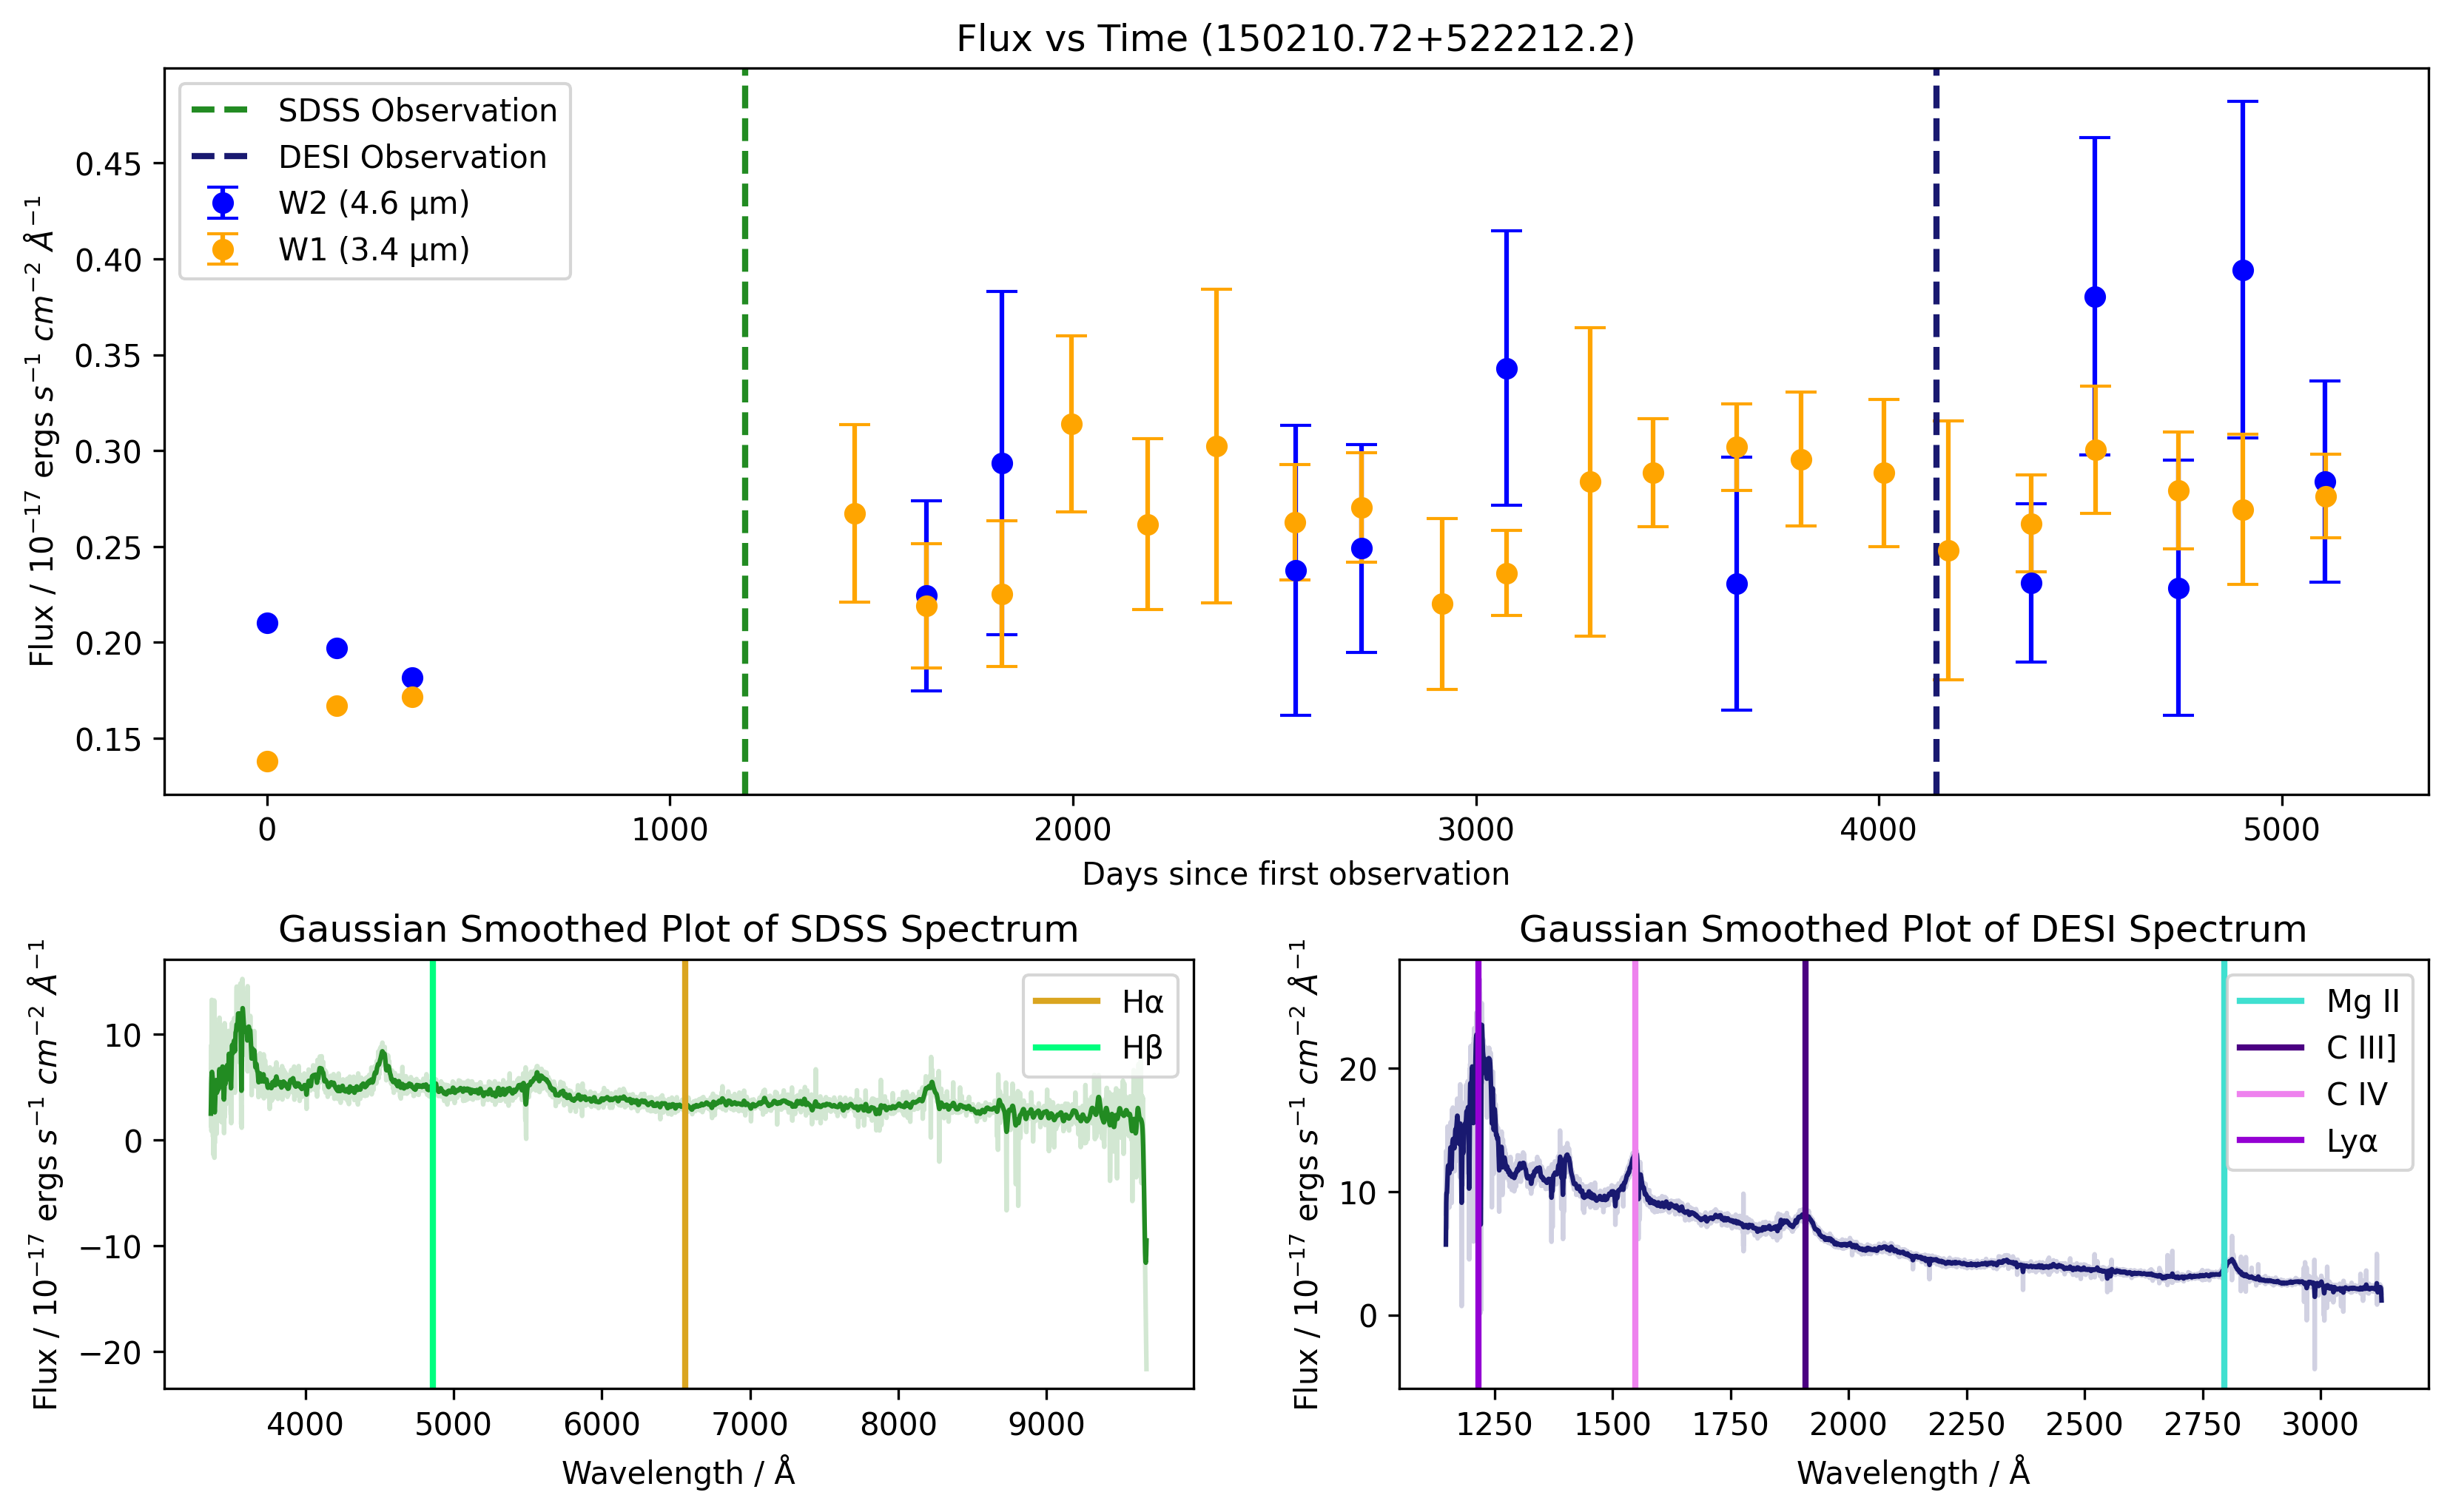 Flux vs Time (150210.72+522212.2)
SDSS Observation
DESI Observation
W2 (4.6 μm)
W1 (3.4 μm)
Flux / 10⁻¹⁷ ergs s⁻¹ cm⁻² Å⁻¹
0.45
0.40
0.35
0.30
0.25
0.20
0.15
0 1000 2000 3000 4000 5000
Days since first observation
Gaussian Smoothed Plot of SDSS Spectrum
Hα
Hβ
Flux / 10⁻¹⁷ ergs s⁻¹ cm⁻² Å⁻¹
10
0
−10
−20
4000 5000 6000 7000 8000 9000
Wavelength / Å
Gaussian Smoothed Plot of DESI Spectrum
Mg II
C III]
C IV
Lyα
Flux / 10⁻¹⁷ ergs s⁻¹ cm⁻² Å⁻¹
20
10
0
1250 1500 1750 2000 2250 2500 2750 3000
Wavelength / Å